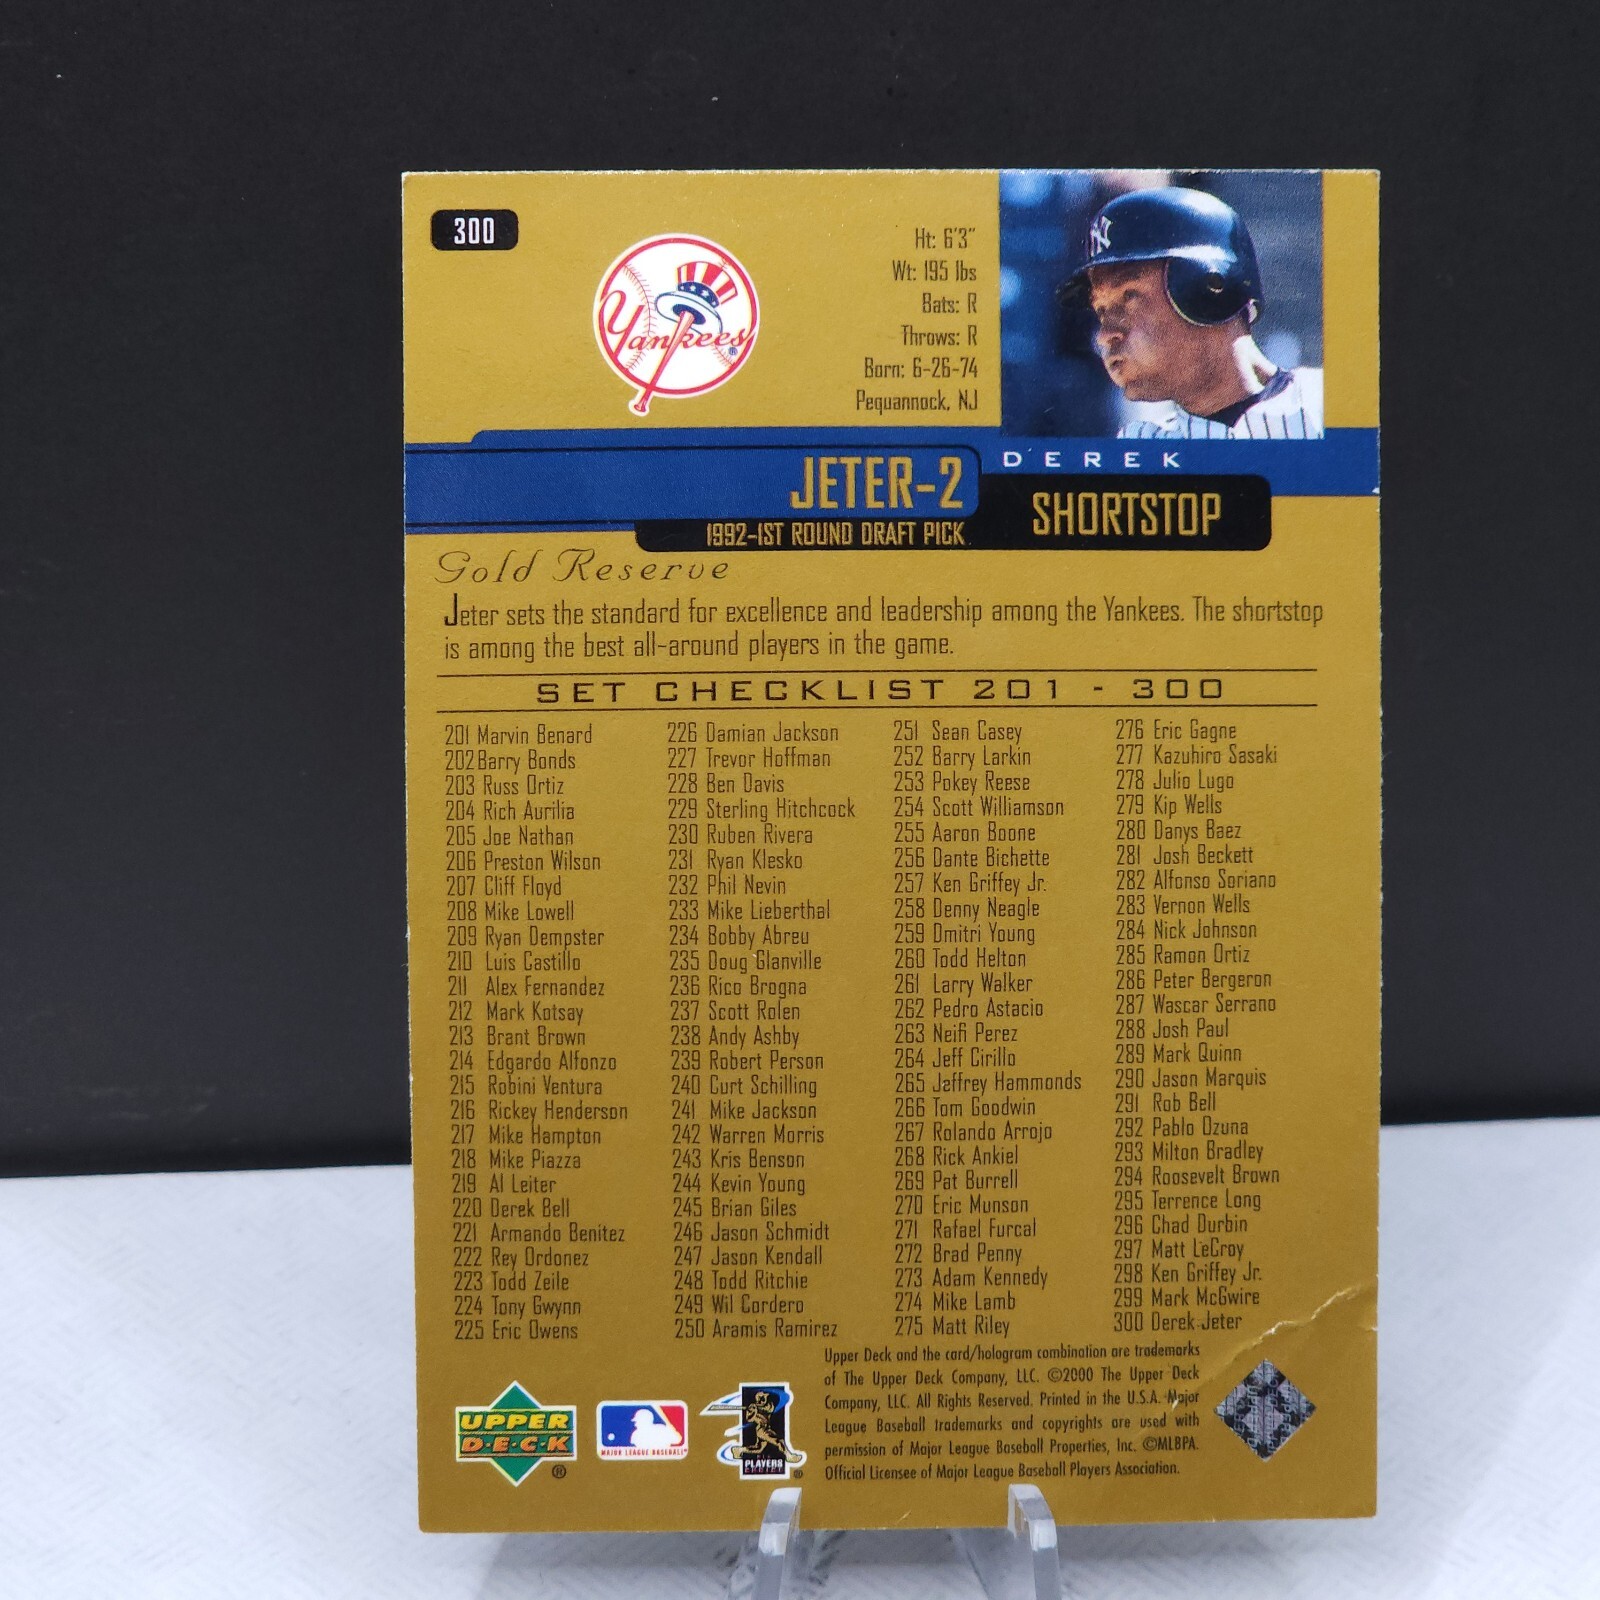 300
Yankees
®
Ht: 6'3"
Wt: 195 lbs
Bats: R
Throws: R
Born: 6-26-74
Pequannock, NJ
NY
DEREK
JETER-2
SHORTSTOP
1992-1ST ROUND DRAFT PICK
Gold Reserve
Jeter sets the standard for excellence and leadership among the Yankees. The shortstop
is among the best all-around players in the game.
SET CHECKLIST 201 - 300
201 Marvin Benard
202 Barry Bonds
203 Russ Ortiz
204 Rich Aurilia
205 Joe Nathan
206 Preston Wilson
207 Cliff Floyd
208 Mike Lowell
209 Ryan Dempster
210 Luis Castillo
211 Alex Fernandez
212 Mark Kotsay
213 Brant Brown
214 Edgardo Alfonzo
215 Robini Ventura
216 Rickey Henderson
217 Mike Hampton
218 Mike Piazza
219 Al Leiter
220 Derek Bell
221 Armando Benitez
222 Rey Ordonez
223 Todd Zeile
224 Tony Gwynn
225 Eric Owens
226 Damian Jackson
227 Trevor Hoffman
228 Ben Davis
229 Sterling Hitchcock
230 Ruben Rivera
231 Ryan Klesko
232 Phil Nevin
233 Mike Lieberthal
234 Bobby Abreu
235 Doug Glanville
236 Rico Brogna
237 Scott Rolen
238 Andy Ashby
239 Robert Person
240 Curt Schilling
241 Mike Jackson
242 Warren Morris
243 Kris Benson
244 Kevin Young
245 Brian Giles
246 Jason Schmidt
247 Jason Kendall
248 Todd Ritchie
249 Wil Cordero
250 Aramis Ramirez
251 Sean Casey
252 Barry Larkin
253 Pokey Reese
254 Scott Williamson
255 Aaron Boone
256 Dante Bichette
257 Ken Griffey Jr.
258 Denny Neagle
259 Dmitri Young
260 Todd Helton
261 Larry Walker
262 Pedro Astacio
263 Neifi Perez
264 Jeff Cirillo
265 Jaffrey Hammonds
266 Tom Goodwin
267 Rolando Arrojo
268 Rick Ankiel
269 Pat Burrell
270 Eric Munson
271 Rafael Furcal
272 Brad Penny
273 Adam Kennedy
274 Mike Lamb
275 Matt Riley
276 Eric Gagne
277 Kazuhiro Sasaki
278 Julio Lugo
279 Kip Wells
280 Danys Baez
281 Josh Beckett
282 Alfonso Soriano
283 Vernon Wells
284 Nick Johnson
285 Ramon Ortiz
286 Peter Bergeron
287 Wascar Serrano
288 Josh Paul
289 Mark Quinn
290 Jason Marquis
291 Rob Bell
292 Pablo Ozuna
293 Milton Bradley
294 Roosevelt Brown
295 Terrence Long
296 Chad Durbin
297 Matt LeCroy
298 Ken Griffey Jr.
299 Mark McGwire
300 Derek Jeter
Upper Deck and the card/hologram combination are trademarks
of The Upper Deck Company, LLC. ©2000 The Upper Deck
Company, LLC. All Rights Reserved. Printed in the U.S.A. Major
League Baseball trademarks and copyrights are used with
permission of Major League Baseball Properties, Inc. ©MLBPA.
Official Licensee of Major League Baseball Players Association.
UPPER
D·E·C·K
®
MAJOR LEAGUE BASEBALL
PLAYERS
CHOICE
®